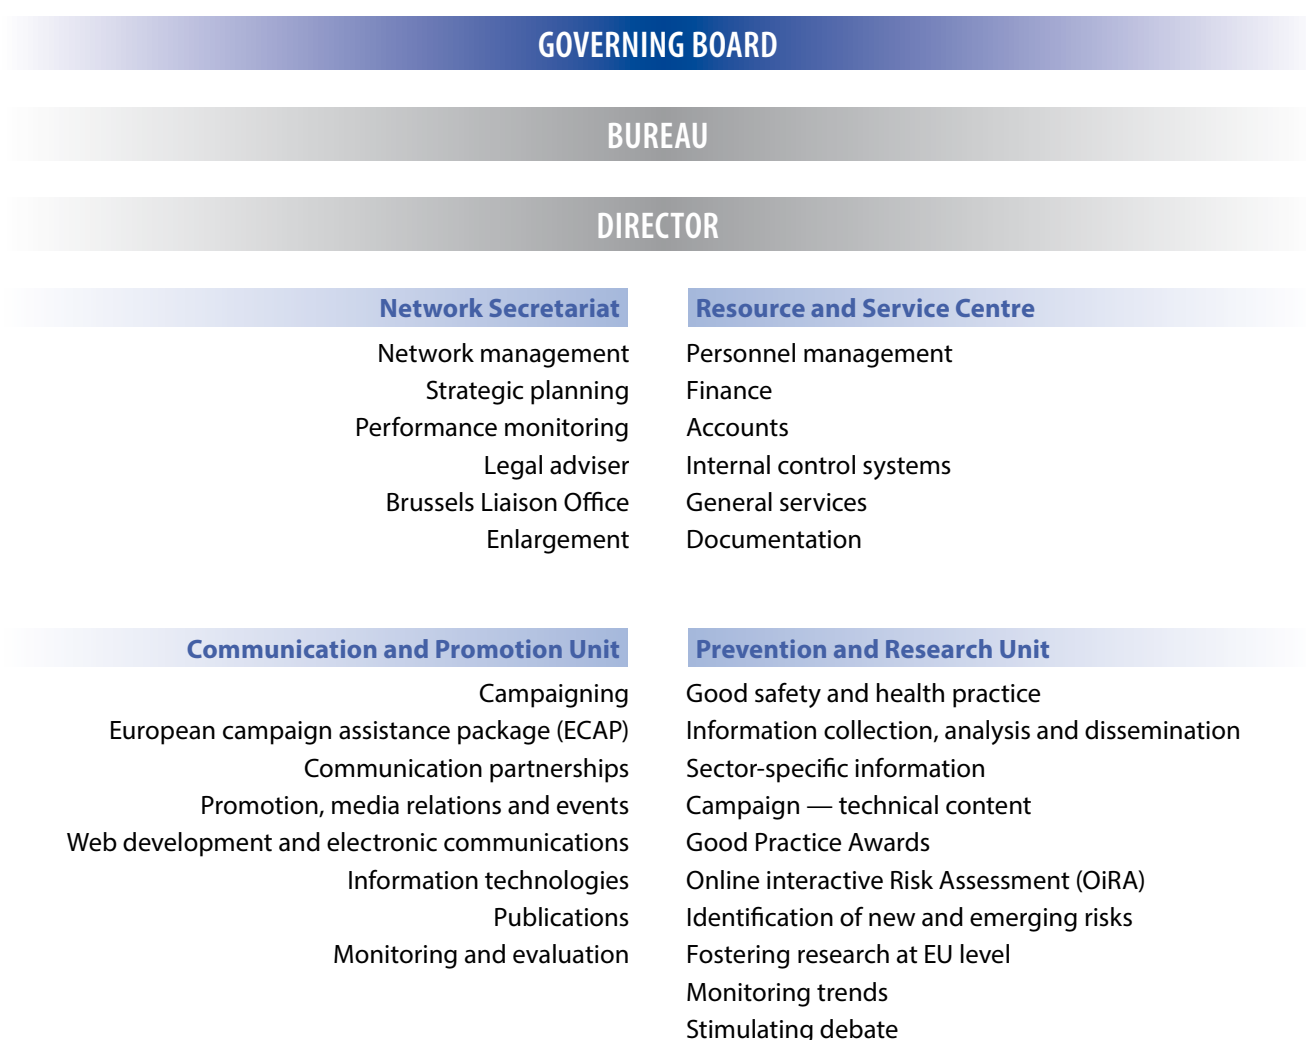 GOVERNING BOARD
BUREAU
DIRECTOR
Network Secretariat
Network management
Strategic planning
Performance monitoring
Legal adviser
Brussels Liaison Office
Enlargement
Resource and Service Centre
Personnel management
Finance
Accounts
Internal control systems
General services
Documentation
Communication and Promotion Unit
Campaigning
European campaign assistance package (ECAP)
Communication partnerships
Promotion, media relations and events
Web development and electronic communications
Information technologies
Publications
Monitoring and evaluation
Prevention and Research Unit
Good safety and health practice
Information collection, analysis and dissemination
Sector-specific information
Campaign — technical content
Good Practice Awards
Online interactive Risk Assessment (OiRA)
Identification of new and emerging risks
Fostering research at EU level
Monitoring trends
Stimulating debate